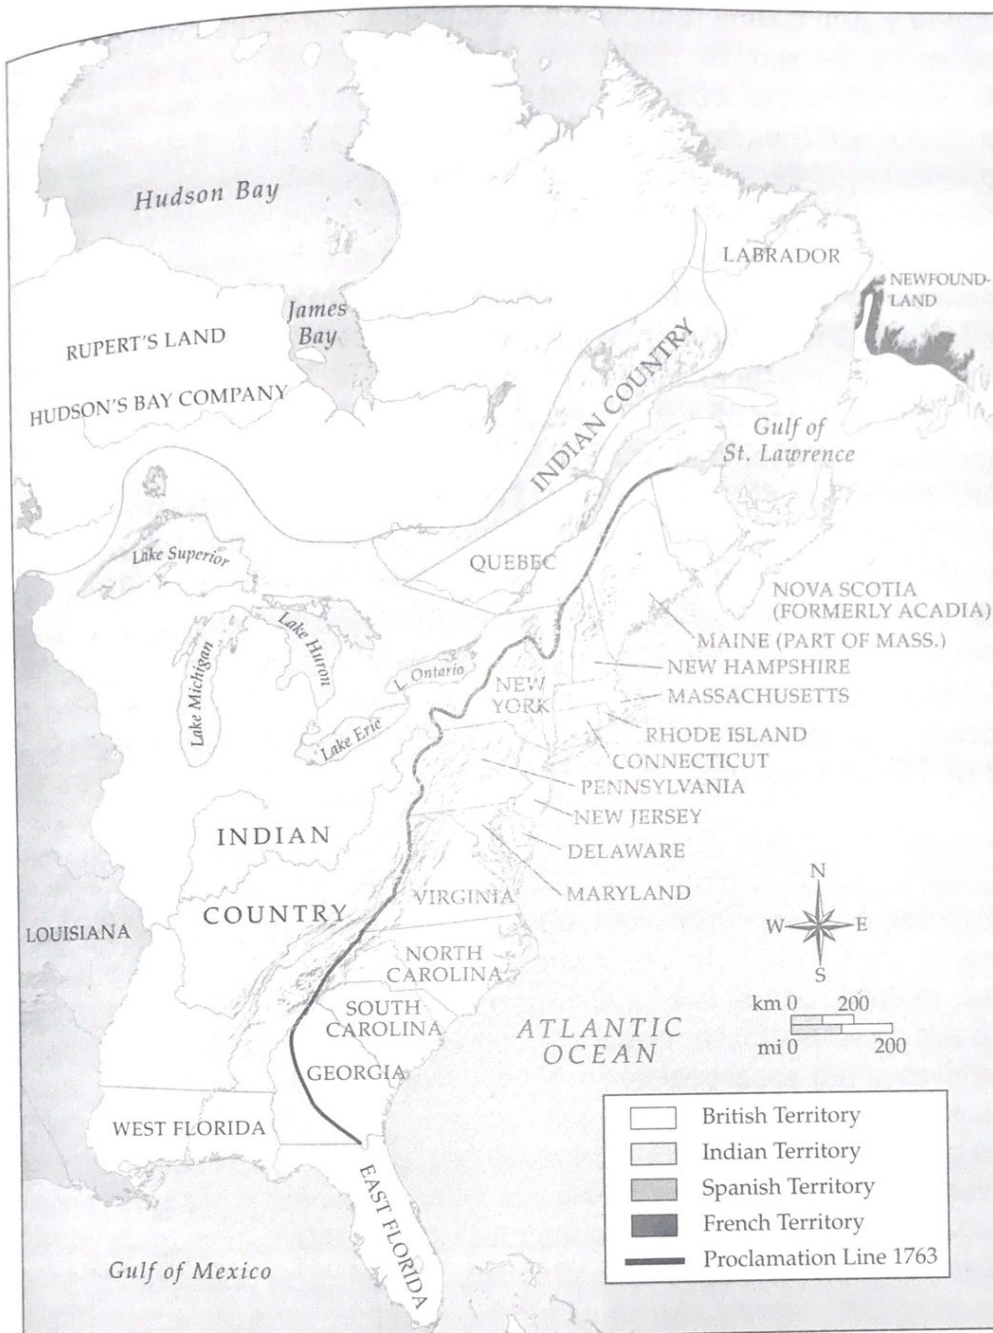 Hudson Bay
LABRADOR
NEWFOUND-
LAND
James
Bay
RUPERT'S LAND
HUDSON'S BAY COMPANY
INDIAN COUNTRY
Gulf of
St. Lawrence
Lake Superior
QUEBEC
NOVA SCOTIA
(FORMERLY ACADIA)
Lake Huron
MAINE (PART OF MASS.)
Lake Michigan
L. Ontario
NEW HAMPSHIRE
NEW
YORK
MASSACHUSETTS
Lake Erie
RHODE ISLAND
CONNECTICUT
PENNSYLVANIA
NEW JERSEY
INDIAN
DELAWARE
MARYLAND
VIRGINIA
COUNTRY
LOUISIANA
N
W
E
S
NORTH
CAROLINA
SOUTH
CAROLINA
km 0 200
mi 0 200
ATLANTIC
OCEAN
GEORGIA
WEST FLORIDA
EAST FLORIDA
Gulf of Mexico
British Territory
Indian Territory
Spanish Territory
French Territory
Proclamation Line 1763